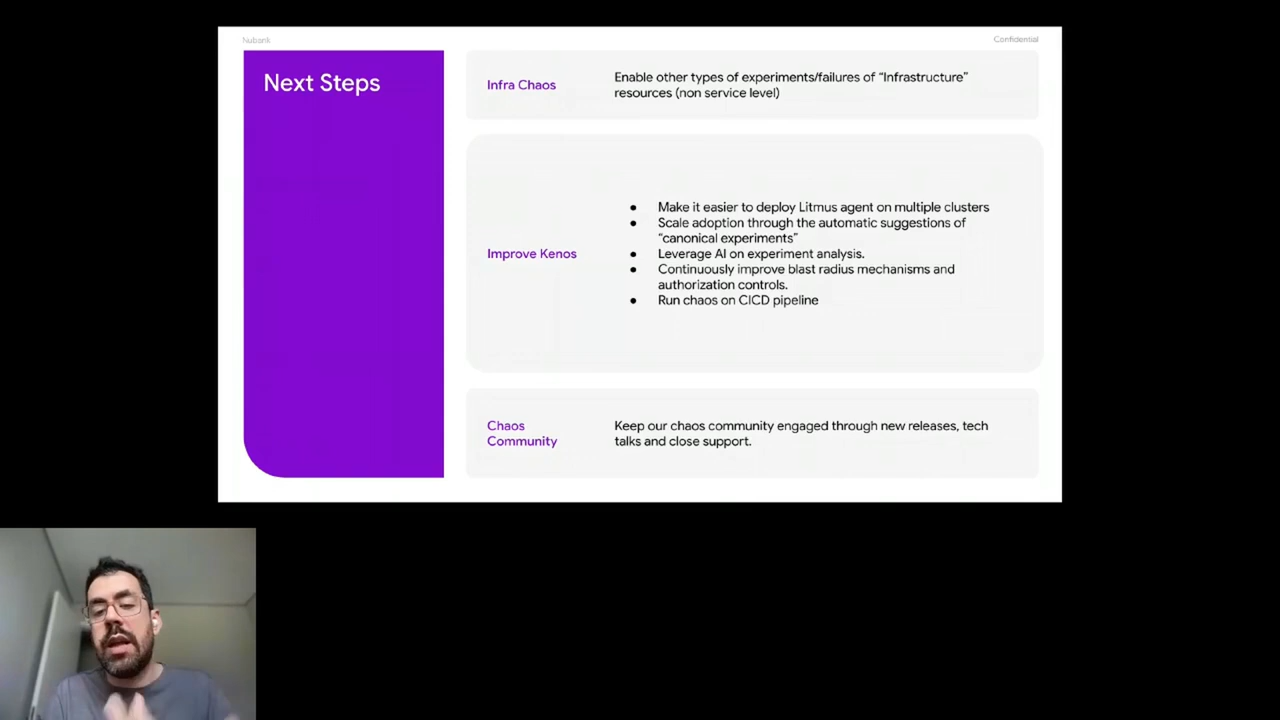 Nubank
Confidential
Next Steps
Infra Chaos
Enable other types of experiments/failures of “Infrastructure”
resources (non service level)
Improve Kenos
● Make it easier to deploy Litmus agent on multiple clusters
● Scale adoption through the automatic suggestions of
“canonical experiments”
● Leverage AI on experiment analysis.
● Continuously improve blast radius mechanisms and
authorization controls.
● Run chaos on CICD pipeline
Chaos
Community
Keep our chaos community engaged through new releases, tech
talks and close support.